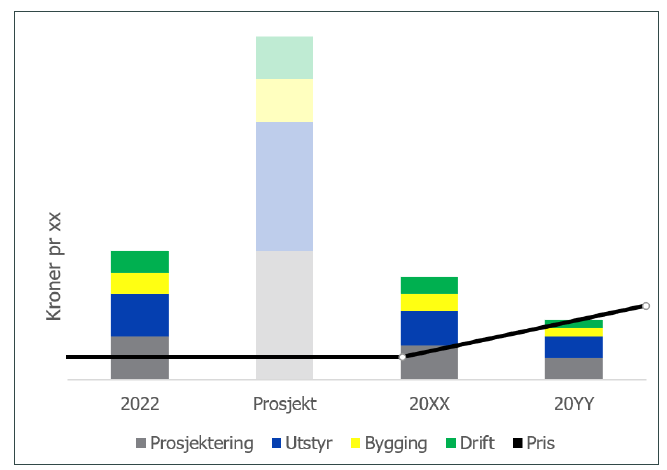 Kroner pr xx
2022 Prosjekt 20XX 20YY
Prosjektering Utstyr Bygging Drift Pris